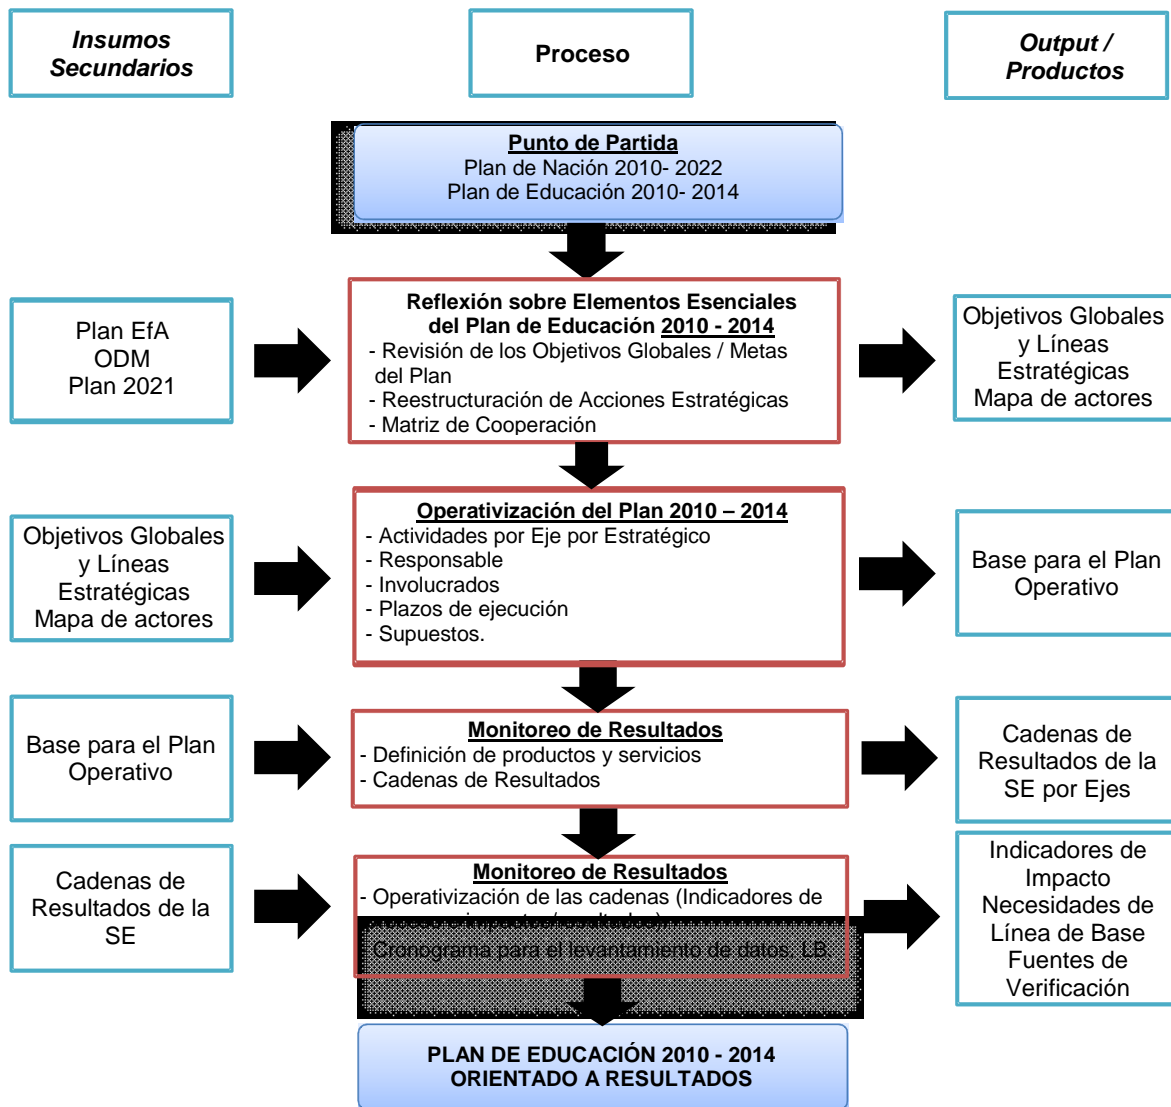 Insumos
Secundarios
Proceso
Output /
Productos
Punto de Partida
Plan de Nación 2010- 2022
Plan de Educación 2010- 2014
Plan EfA
ODM
Plan 2021
Reflexión sobre Elementos Esenciales
del Plan de Educación 2010 - 2014
- Revisión de los Objetivos Globales / Metas
del Plan
- Reestructuración de Acciones Estratégicas
- Matriz de Cooperación
Objetivos Globales
y Líneas
Estratégicas
Mapa de actores
Objetivos Globales
y Líneas
Estratégicas
Mapa de actores
Operativización del Plan 2010 – 2014
- Actividades por Eje por Estratégico
- Responsable
- Involucrados
- Plazos de ejecución
- Supuestos.
Base para el Plan
Operativo
Base para el Plan
Operativo
Monitoreo de Resultados
- Definición de productos y servicios
- Cadenas de Resultados
Cadenas de
Resultados de la
SE por Ejes
Cadenas de
Resultados de la
SE
Monitoreo de Resultados
- Operativización de las cadenas (Indicadores de
Cronograma para el levantamiento de datos, LB.
Indicadores de
Impacto
Necesidades de
Línea de Base
Fuentes de
Verificación
PLAN DE EDUCACIÓN 2010 - 2014
ORIENTADO A RESULTADOS